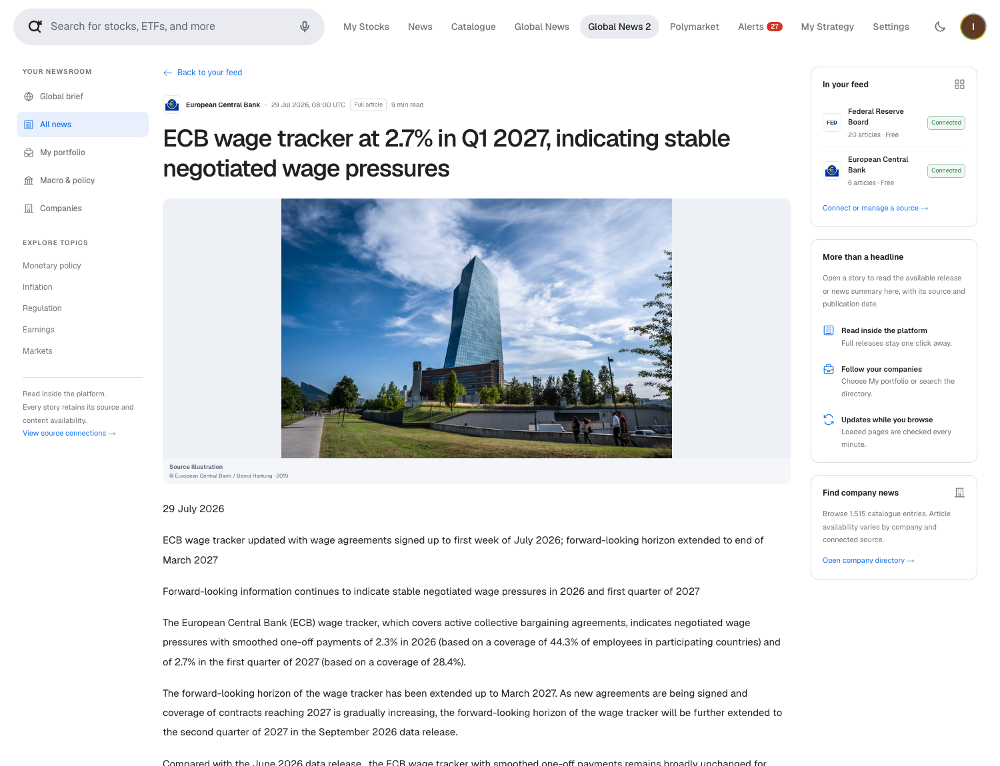 Search for stocks, ETFs, and more
My Stocks
News
Catalogue
Global News
Global News 2
Polymarket
Alerts 27
My Strategy
Settings
I
YOUR NEWSROOM
Global brief
All news
My portfolio
Macro & policy
Companies
EXPLORE TOPICS
Monetary policy
Inflation
Regulation
Earnings
Markets
Read inside the platform.
Every story retains its source and
content availability.
View source connections →
← Back to your feed
European Central Bank · 29 Jul 2026, 08:00 UTC Full article 9 min read
ECB wage tracker at 2.7% in Q1 2027, indicating stable
negotiated wage pressures
Source illustration
© European Central Bank / Bernd Hartung · 2019
29 July 2026
ECB wage tracker updated with wage agreements signed up to first week of July 2026; forward-looking horizon extended to end of
March 2027
Forward-looking information continues to indicate stable negotiated wage pressures in 2026 and first quarter of 2027
The European Central Bank (ECB) wage tracker, which covers active collective bargaining agreements, indicates negotiated wage
pressures with smoothed one-off payments of 2.3% in 2026 (based on a coverage of 44.3% of employees in participating countries) and
of 2.7% in the first quarter of 2027 (based on a coverage of 28.4%).
The forward-looking horizon of the wage tracker has been extended up to March 2027. As new agreements are being signed and
coverage of contracts reaching 2027 is gradually increasing, the forward-looking horizon of the wage tracker will be further extended to
the second quarter of 2027 in the September 2026 data release.
Compared with the June 2026 data release, the ECB wage tracker with smoothed one-off payments remains broadly unchanged for
In your feed
FED
Federal Reserve
Board
20 articles · Free
Connected
European Central
Bank
6 articles · Free
Connected
Connect or manage a source →
More than a headline
Open a story to read the available release
or news summary here, with its source and
publication date.
Read inside the platform
Full releases stay one click away.
Follow your companies
Choose My portfolio or search the
directory.
Updates while you browse
Loaded pages are checked every
minute.
Find company news
Browse 1,515 catalogue entries. Article
availability varies by company and
connected source.
Open company directory →